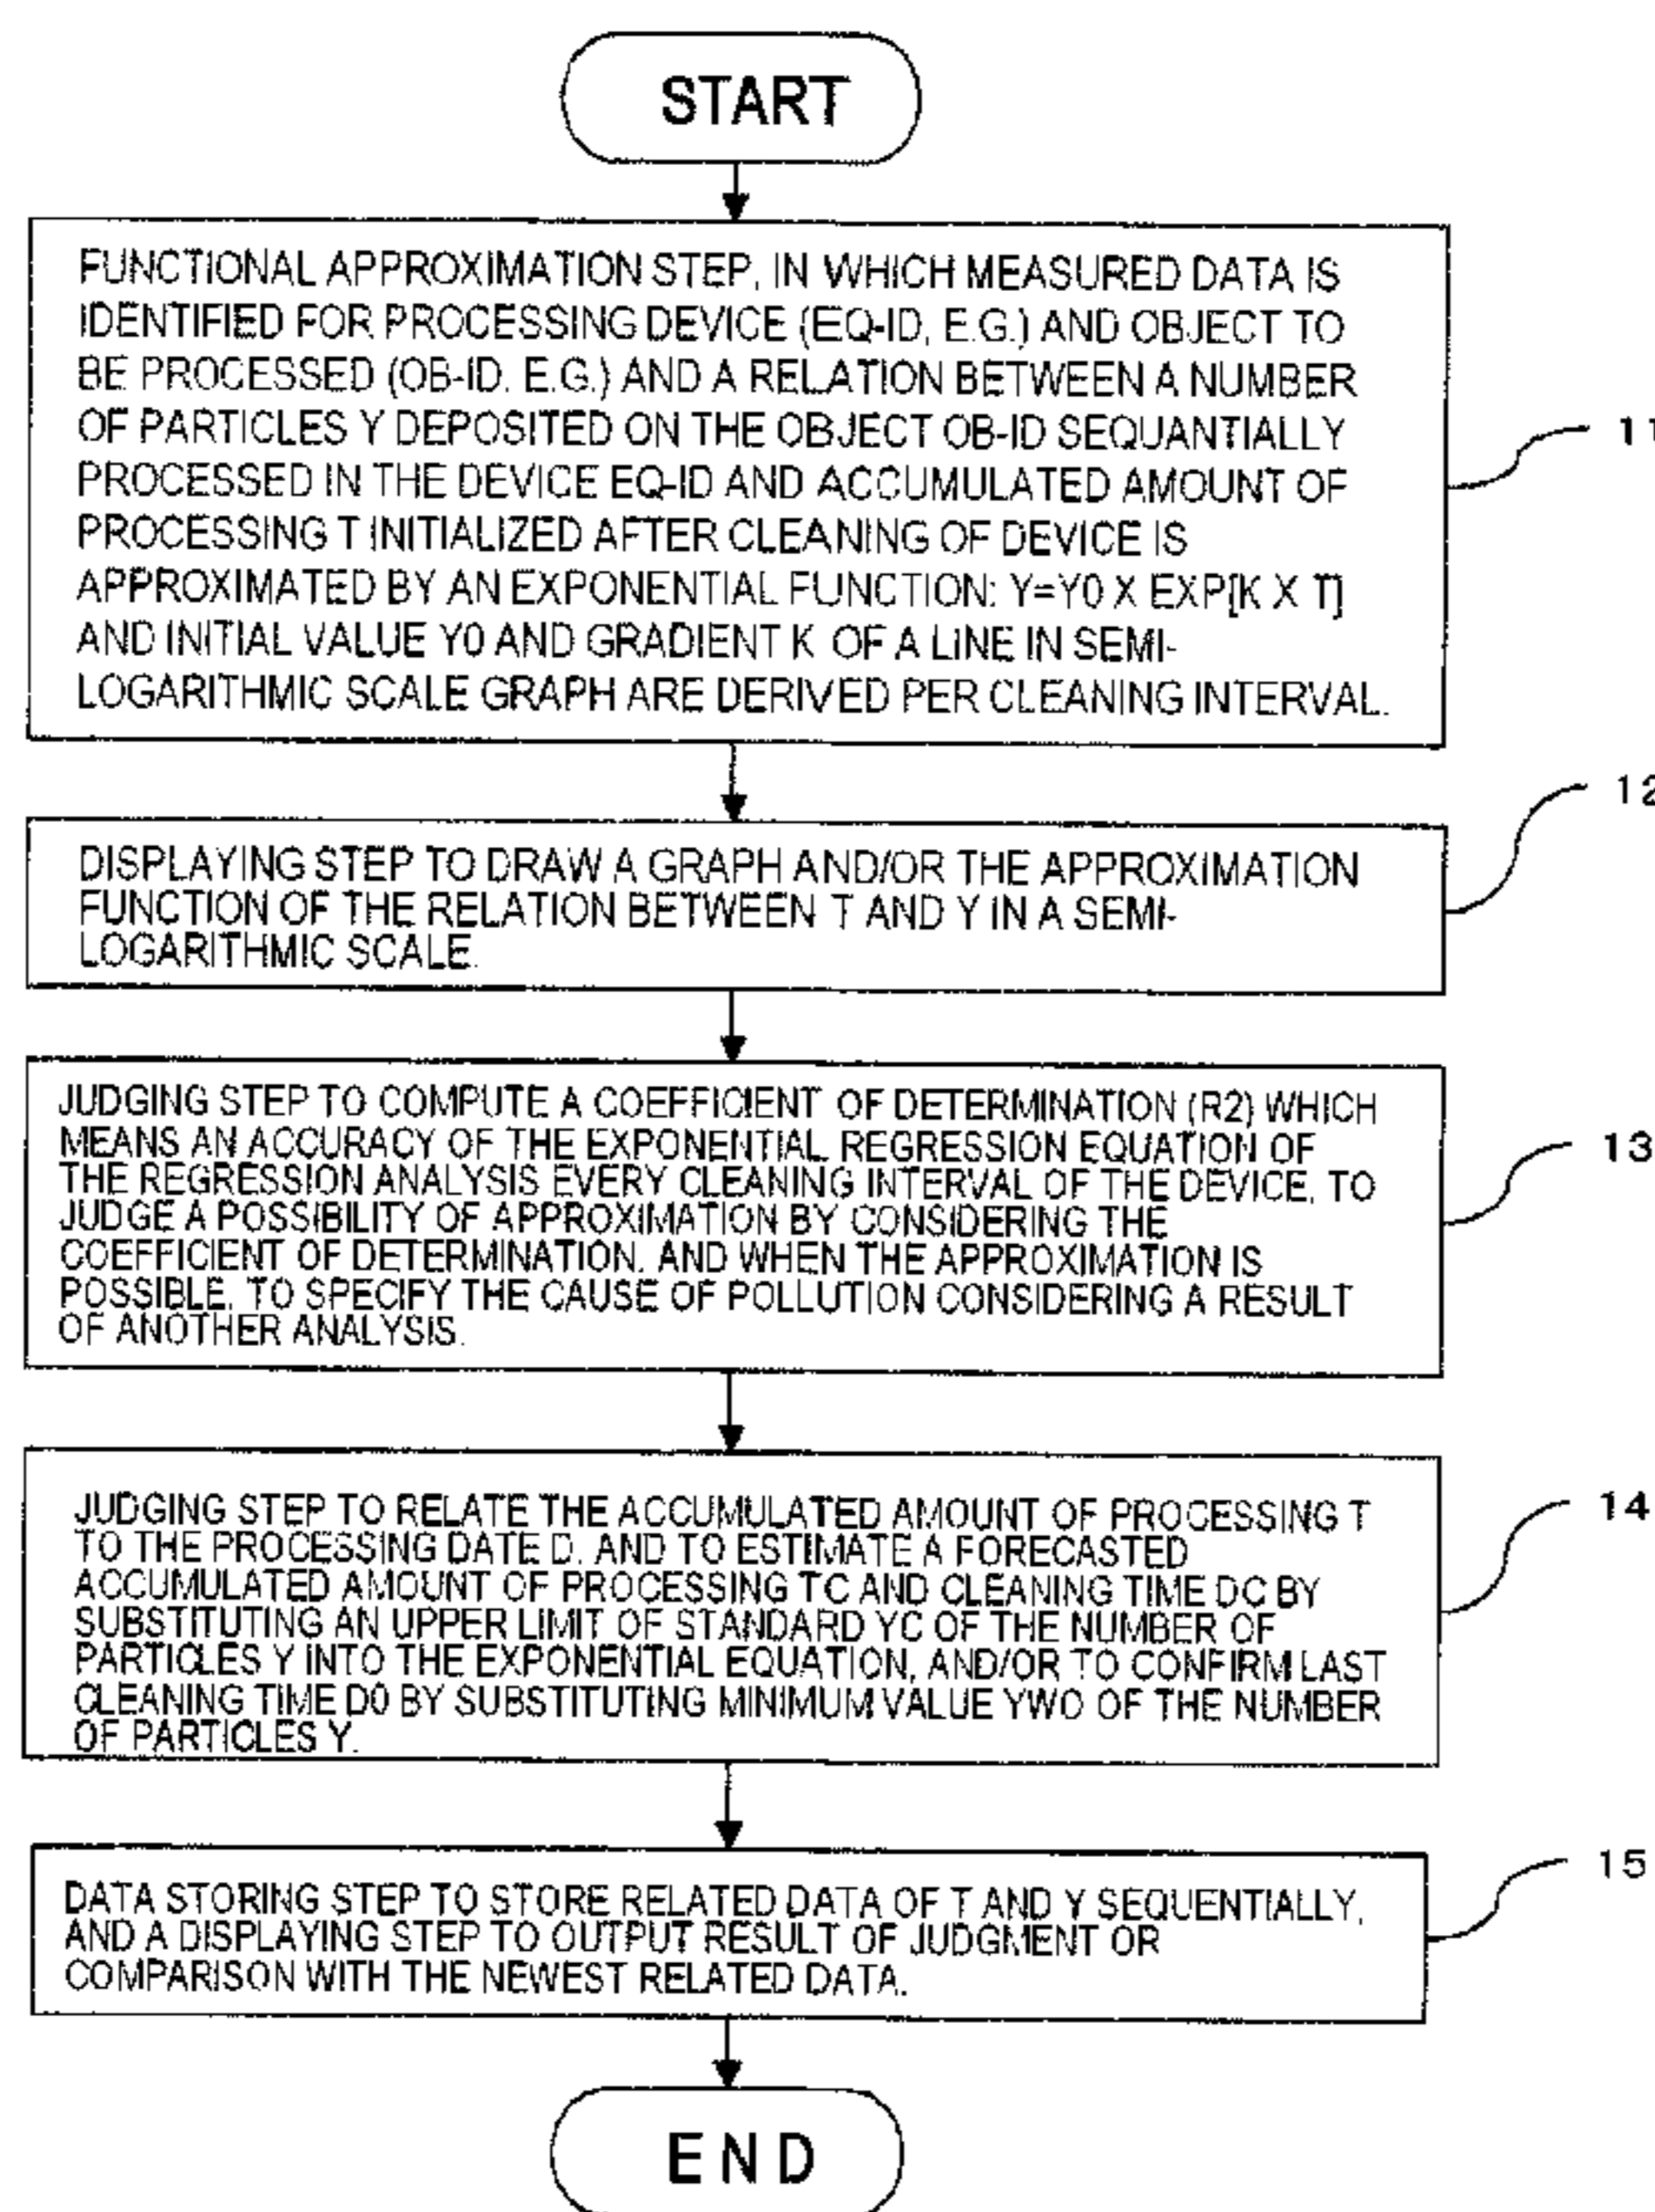 START
FUNCTIONAL APPROXIMATION STEP, IN WHICH MEASURED DATA IS
IDENTIFIED FOR PROCESSING DEVICE (EQ-ID, E.G.) AND OBJECT TO
BE PROCESSED (OB-ID. E.G.) AND A RELATION BETWEEN A NUMBER
OF PARTICLES Y DEPOSITED ON THE OBJECT OB-ID SEQUANTIALLY
PROCESSED IN THE DEVICE EQ-ID AND ACCUMULATED AMOUNT OF
PROCESSING T INITIALIZED AFTER CLEANING OF DEVICE IS
APPROXIMATED BY AN EXPONENTIAL FUNCTION: Y=Y0 X EXP[K X T]
AND INITIAL VALUE Y0 AND GRADIENT K OF A LINE IN SEMI-
LOGARITHMIC SCALE GRAPH ARE DERIVED PER CLEANING INTERVAL.
11
DISPLAYING STEP TO DRAW A GRAPH AND/OR THE APPROXIMATION
FUNCTION OF THE RELATION BETWEEN T AND Y IN A SEMI-
LOGARITHMIC SCALE.
12
JUDGING STEP TO COMPUTE A COEFFICIENT OF DETERMINATION (R2) WHICH
MEANS AN ACCURACY OF THE EXPONENTIAL REGRESSION EQUATION OF
THE REGRESSION ANALYSIS EVERY CLEANING INTERVAL OF THE DEVICE, TO
JUDGE A POSSIBILITY OF APPROXIMATION BY CONSIDERING THE
COEFFICIENT OF DETERMINATION. AND WHEN THE APPROXIMATION IS
POSSIBLE, TO SPECIFY THE CAUSE OF POLLUTION CONSIDERING A RESULT
OF ANOTHER ANALYSIS.
13
JUDGING STEP TO RELATE THE ACCUMULATED AMOUNT OF PROCESSING T
TO THE PROCESSING DATE D. AND TO ESTIMATE A FORECASTED
ACCUMULATED AMOUNT OF PROCESSING TC AND CLEANING TIME DC BY
SUBSTITUTING AN UPPER LIMIT OF STANDARD YC OF THE NUMBER OF
PARTICLES Y INTO THE EXPONENTIAL EQUATION, AND/OR TO CONFIRM LAST
CLEANING TIME D0 BY SUBSTITUTING MINIMUM VALUE YW0 OF THE NUMBER
OF PARTICLES Y.
14
DATA STORING STEP TO STORE RELATED DATA OF T AND Y SEQUENTIALLY,
AND A DISPLAYING STEP TO OUTPUT RESULT OF JUDGMENT OR
COMPARISON WITH THE NEWEST RELATED DATA.
15
END